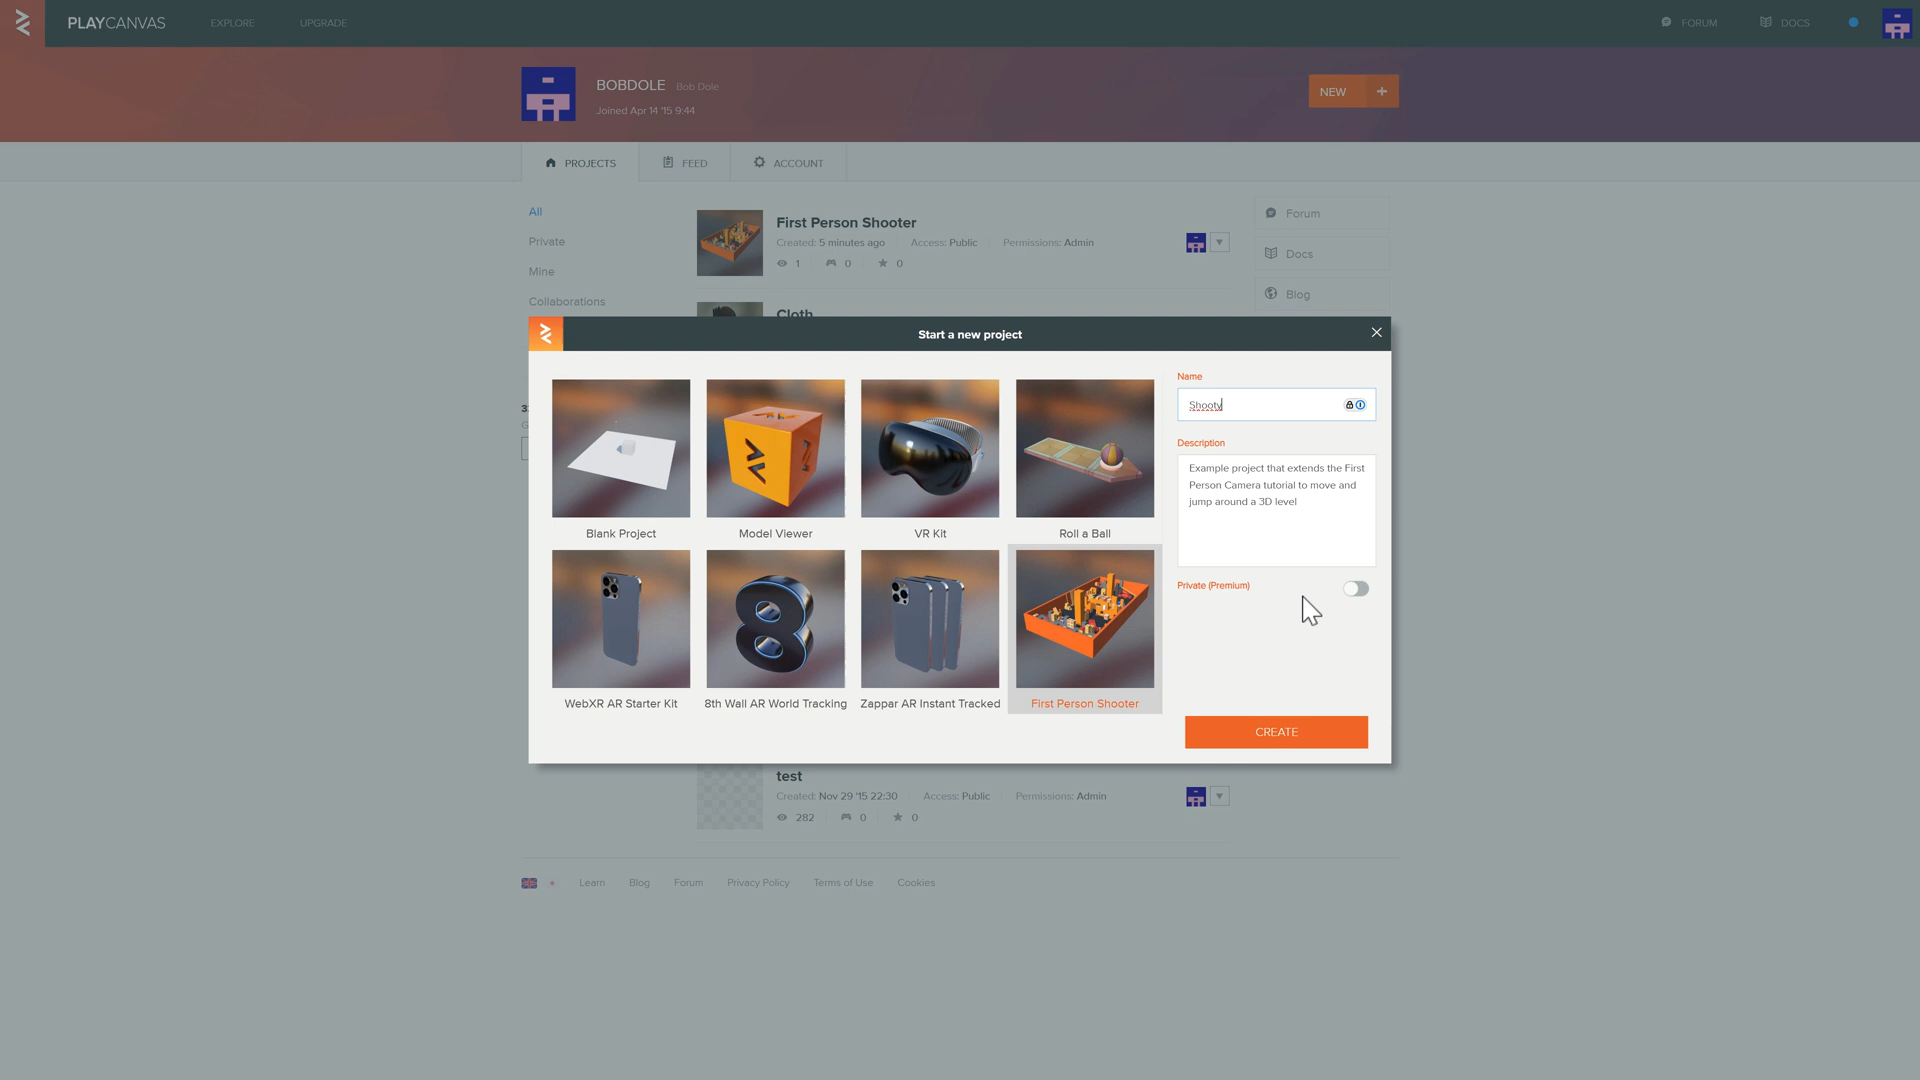 PLAYCANVAS EXPLORE UPGRADE FORUM DOCS
BOBDOLE Bob Dole
Joined Apr 14 '15 9:44
NEW +
PROJECTS FEED ACCOUNT
All
Private
Mine
Collaborations
First Person Shooter
Created: 5 minutes ago Access: Public Permissions: Admin
1 0 0
Cloth
Forum
Docs
Blog
Start a new project
Blank Project
Model Viewer
VR Kit
Roll a Ball
WebXR AR Starter Kit
8th Wall AR World Tracking
Zappar AR Instant Tracked
First Person Shooter
Name
Shooty
Description
Example project that extends the First
Person Camera tutorial to move and
jump around a 3D level
Private (Premium)
CREATE
test
Created: Nov 29 '15 22:30 Access: Public Permissions: Admin
282 0 0
Learn Blog Forum Privacy Policy Terms of Use Cookies